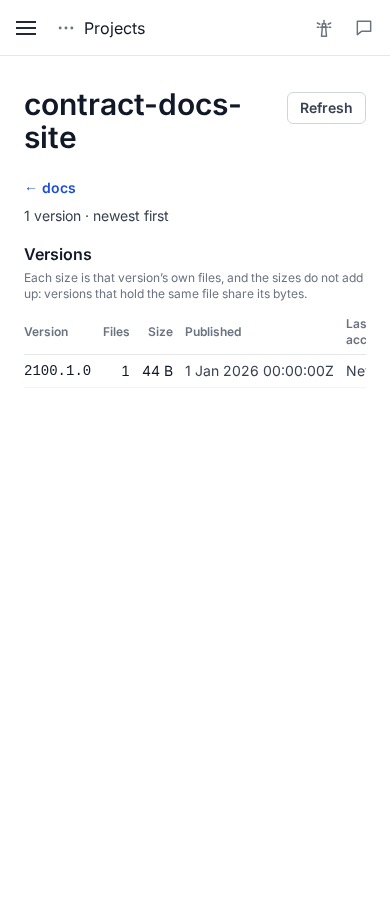 ··· Projects
contract-docs-
site
Refresh
← docs
1 version · newest first
Versions
Each size is that version’s own files, and the sizes do not add
up: versions that hold the same file share its bytes.
Version Files Size Published
acc
2100.1.0 1 44 B 1 Jan 2026 00:00:00Z